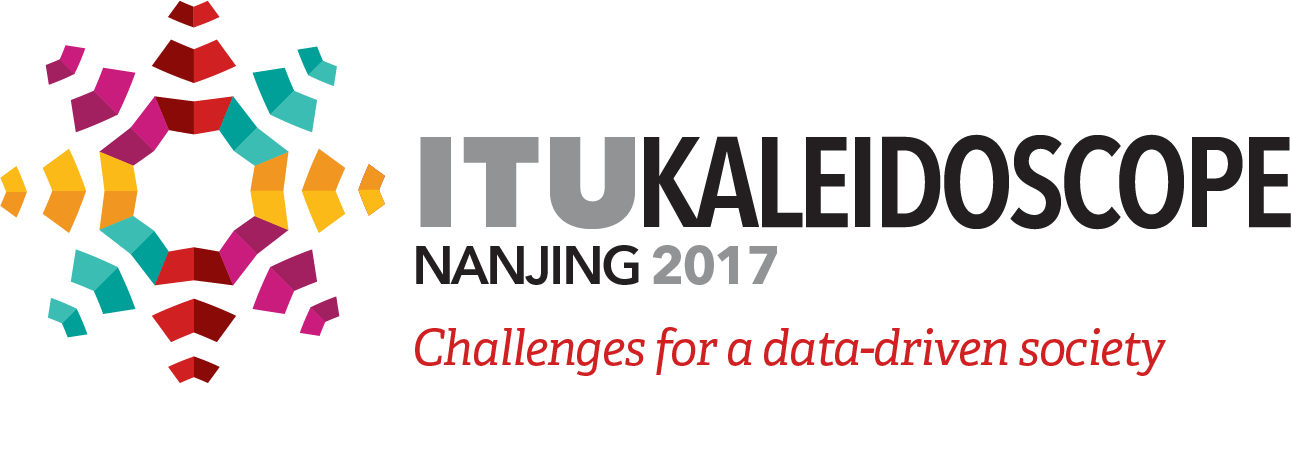 ITUKALEIDOSCOPE
NANJING 2017
Challenges for a data-driven society